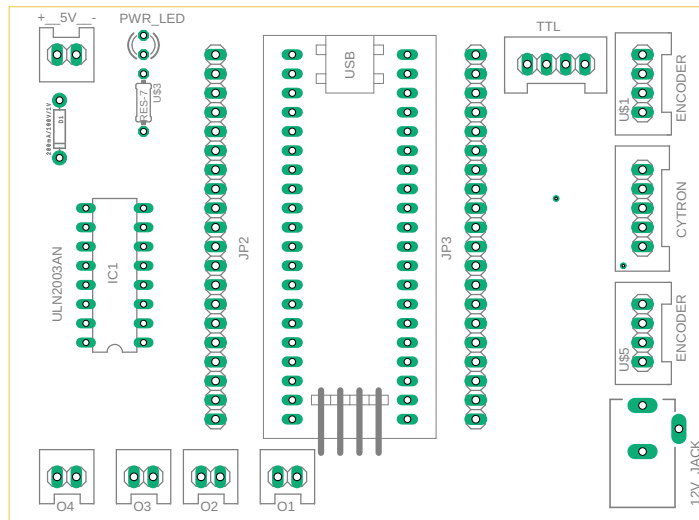 +__5V__-
PWR_LED
USB
TTL
ENCODER
U$1
RES-7
U$3
D1
200mA/100V/1V
CYTRON
JP2
JP3
ULN2003AN
IC1
ENCODER
U$5
12V_JACK
O4
O3
O2
O1